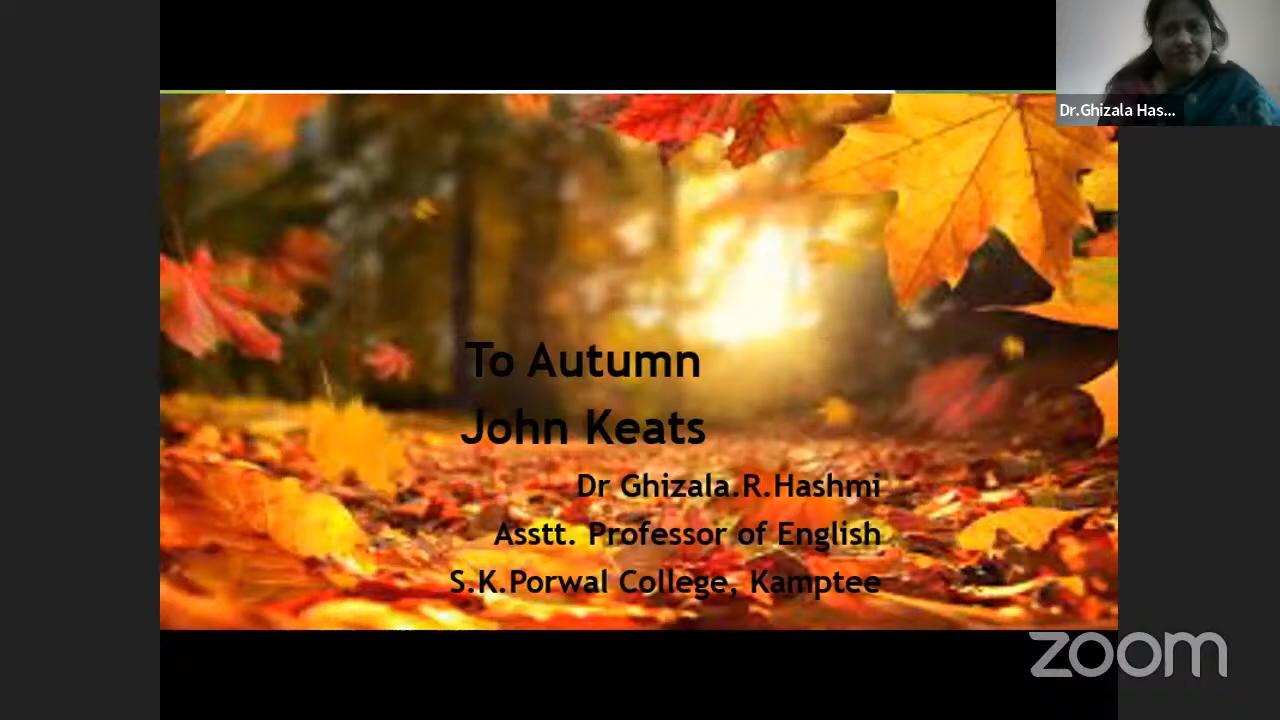 Dr.Ghizala Has...
To Autumn
John Keats
Dr Ghizala.R.Hashmi
Asstt. Professor of English
S.K.Porwal College, Kamptee
zoom